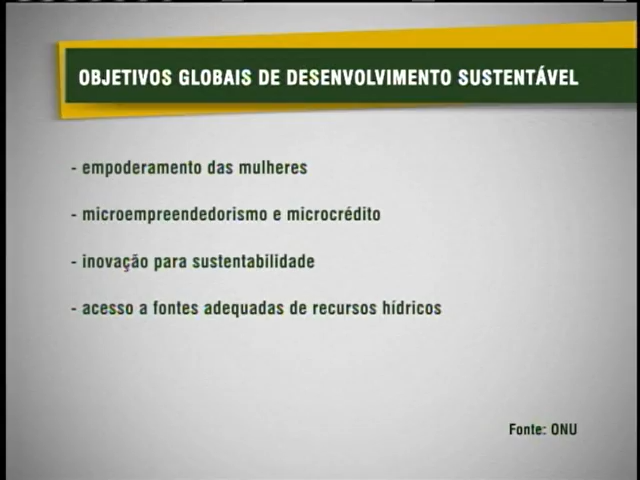 OBJETIVOS GLOBAIS DE DESENVOLVIMENTO SUSTENTÁVEL
- empoderamento das mulheres
- microempreendedorismo e microcrédito
- inovação para sustentabilidade
- acesso a fontes adequadas de recursos hídricos
Fonte: ONU